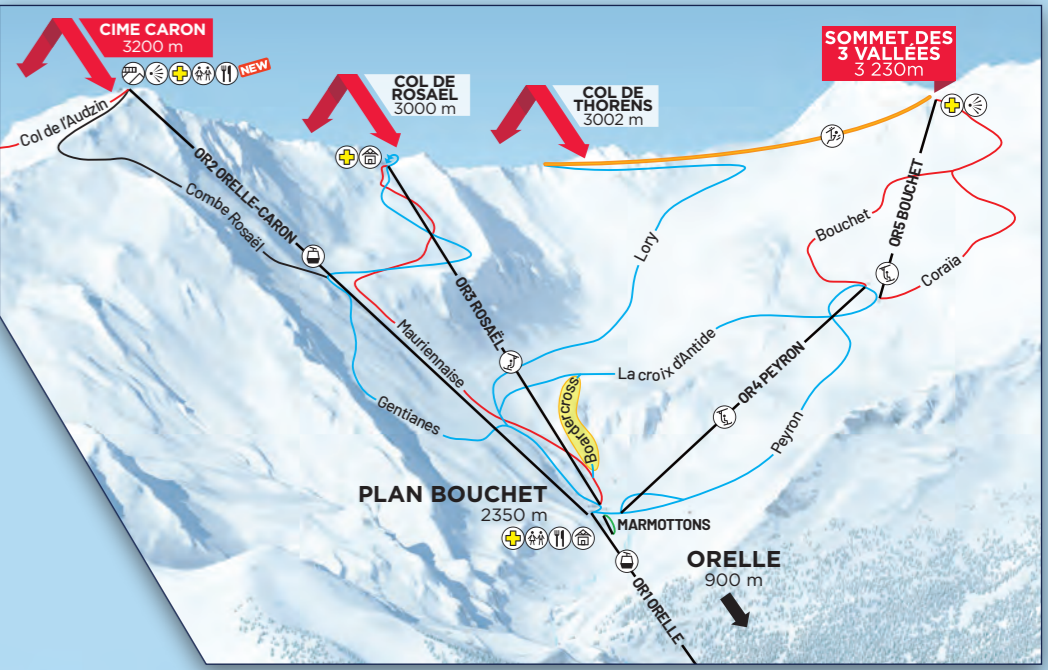 CIME CARON
3200 m
NEW
COL DE
ROSAEL
3000 m
COL DE
THORENS
3002 m
SOMMET DES
3 VALLÉES
3 230m
Col de l'Audzin
OR2 ORELLE-CARON
Combe Rosaël
OR3 ROSAËL
Lory
Bouchet
OR5 BOUCHET
Coraïa
Mauriennaise
Gentianes
La croix d'Antide
Boardercross
OR4 PEYRON
Peyron
PLAN BOUCHET
2350 m
MARMOTTONS
ORELLE
900 m
OR1 ORELLE